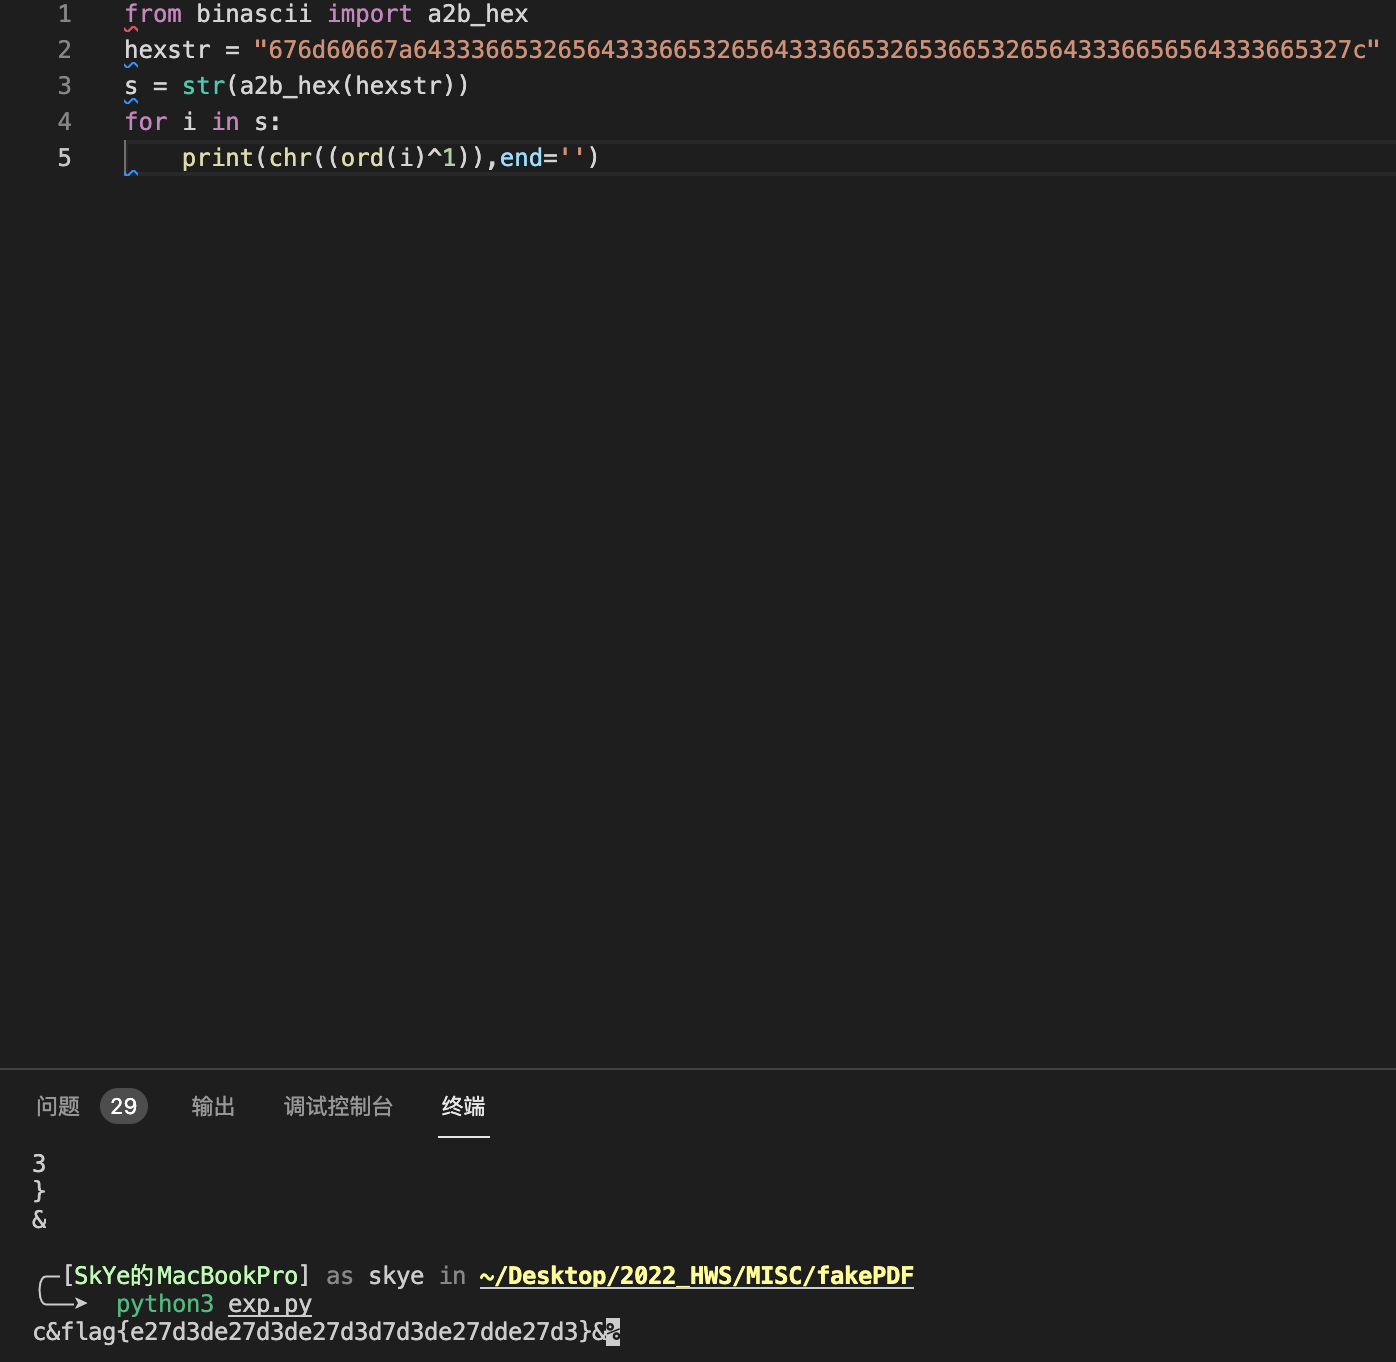 1 from binascii import a2b_hex
2 hexstr = "676d60667a64333665326564333665326564333665326536653265643336656564333665327c"
3 s = str(a2b_hex(hexstr))
4 for i in s:
5     print(chr((ord(i)^1)),end='')
问题 29 输出 调试控制台 终端
3
}
&
[SkYe的MacBookPro] as skye in ~/Desktop/2022_HWS/MISC/fakePDF
python3 exp.py
c&flag{e27d3de27d3de27d3d7d3de27dde27d3}&%